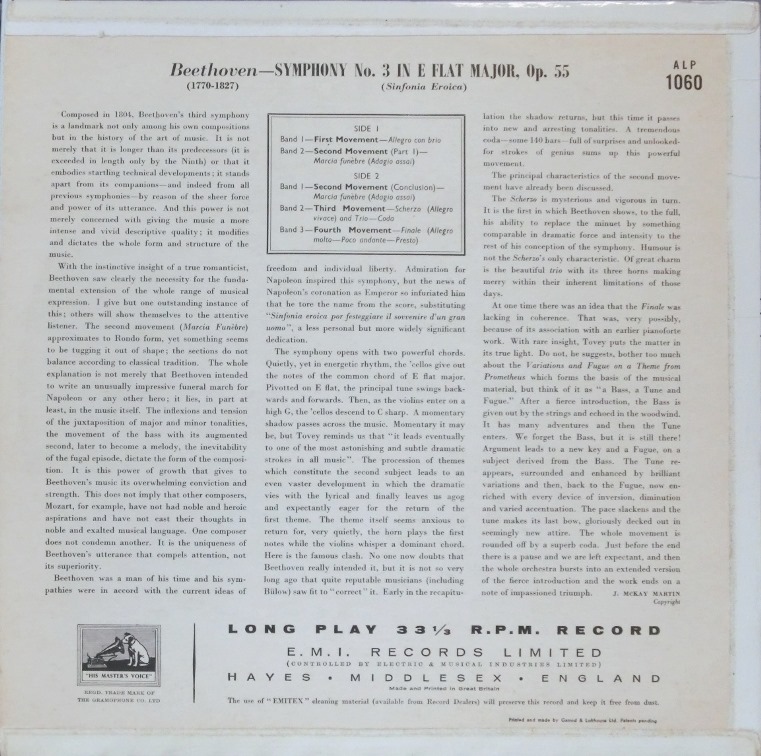 Beethoven—SYMPHONY No. 3 IN E FLAT MAJOR, Op. 55
(1770-1827)
(Sinfonia Eroica)
ALP
1060
Composed in 1804, Beethoven's third symphony
is a landmark not only among his own compositions
but in the history of the art of music. It is not
merely that it is longer than its predecessors (it is
exceeded in length only by the Ninth) or that it
embodies startling technical developments; it stands
apart from its companions—and indeed from all
previous symphonies—by reason of the sheer force
and power of its utterance. And this power is not
merely concerned with giving the music a more
intense and vivid descriptive quality; it modifies
and dictates the whole form and structure of the
music.
With the instinctive insight of a true romanticist,
Beethoven saw clearly the necessity for the funda-
mental extension of the whole range of musical
expression. I give but one outstanding instance of
this; others will show themselves to the attentive
listener. The second movement (Marcia Funèbre)
approximates to Rondo form, yet something seems
to be tugging it out of shape; the sections do not
balance according to classical tradition. The whole
explanation is not merely that Beethoven intended
to write an unusually impressive funeral march for
Napoleon or any other hero; it lies, in part at
least, in the music itself. The inflexions and tension
of the juxtaposition of major and minor tonalities,
the movement of the bass with its augmented
second, later to become a melody, the inevitability
of the fugal episode, dictate the form of the composi-
tion. It is this power of growth that gives to
Beethoven's music its overwhelming conviction and
strength. This does not imply that other composers,
Mozart, for example, have not had noble and heroic
aspirations and have not cast their thoughts in
noble and exalted musical language. One composer
does not condemn another. It is the uniqueness of
Beethoven's utterance that compels attention, not
its superiority.
Beethoven was a man of his time and his sym-
pathies were in accord with the current ideas of
SIDE 1
Band 1—First Movement—Allegro con brio
Band 2—Second Movement (Part 1)—
Marcia funèbre (Adagio assai)
SIDE 2
Band 1—Second Movement (Conclusion)—
Marcia funèbre (Adagio assai)
Band 2—Third Movement—Scherzo (Allegro
vivace) and Trio—Coda
Band 3—Fourth Movement—Finale (Allegro
molto—Poco andante—Presto)
freedom and individual liberty. Admiration for
Napoleon inspired this symphony, but the news of
Napoleon's coronation as Emperor so infuriated him
that he tore the name from the score, substituting
"Sinfonia eroica per festeggiare il sovvenire d'un gran
uomo", a less personal but more widely significant
dedication.
The symphony opens with two powerful chords.
Quietly, yet in energetic rhythm, the 'cellos give out
the notes of the common chord of E flat major.
Pivotted on E flat, the principal tune swings back-
wards and forwards. Then, as the violins enter on a
high G, the 'cellos descend to C sharp. A momentary
shadow passes across the music. Momentary it may
be, but Tovey reminds us that "it leads eventually
to one of the most astonishing and subtle dramatic
strokes in all music". The procession of themes
which constitute the second subject leads to an
even vaster development in which the dramatic
vies with the lyrical and finally leaves us agog
and expectantly eager for the return of the
first theme. The theme itself seems anxious to
return for, very quietly, the horn plays the first
notes while the violins whisper a dominant chord.
Here is the famous clash. No one now doubts that
Beethoven really intended it, but it is not so very
long ago that quite reputable musicians (including
Bülow) saw fit to "correct" it. Early in the recapitu-
lation the shadow returns, but this time it passes
into new and arresting tonalities. A tremendous
coda—some 140 bars—full of surprises and unlooked-
for strokes of genius sums up this powerful
movement.
The principal characteristics of the second move-
ment have already been discussed.
The Scherzo is mysterious and vigorous in turn.
It is the first in which Beethoven shows, to the full,
his ability to replace the minuet by something
comparable in dramatic force and intensity to the
rest of his conception of the symphony. Humour is
not the Scherzo's only characteristic. Of great charm
is the beautiful trio with its three horns making
merry within their inherent limitations of those
days.
At one time there was an idea that the Finale was
lacking in coherence. That was, very possibly,
because of its association with an earlier pianoforte
work. With rare insight, Tovey puts the matter in
its true light. Do not, he suggests, bother too much
about the Variations and Fugue on a Theme from
Prometheus which forms the basis of the musical
material, but think of it as "a Bass, a Tune and
Fugue." After a fierce introduction, the Bass is
given out by the strings and echoed in the woodwind.
It has many adventures and then the Tune
enters. We forget the Bass, but it is still there!
Argument leads to a new key and a Fugue, on a
subject derived from the Bass. The Tune re-
appears, surrounded and enhanced by brilliant
variations and then, back to the Fugue, now en-
riched with every device of inversion, diminution
and varied accentuation. The pace slackens and the
tune makes its last bow, gloriously decked out in
seemingly new attire. The whole movement is
rounded off by a superb coda. Just before the end
there is a pause and we are left expectant, and then
the whole orchestra bursts into an extended version
of the fierce introduction and the work ends on a
note of impassioned triumph. J. MCKAY MARTIN
Copyright
"HIS MASTER'S VOICE"
REGD. TRADE MARK OF
THE GRAMOPHONE CO. LTD
LONG PLAY 33⅓ R.P.M. RECORD
E.M.I. RECORDS LIMITED
(CONTROLLED BY ELECTRIC & MUSICAL INDUSTRIES LIMITED)
HAYES • MIDDLESEX • ENGLAND
Made and Printed in Great Britain
The use of "EMITEX" cleaning material (available from Record Dealers) will preserve this record and keep it free from dust.
Printed and made by Garrod & Lofthouse Ltd. Patents pending